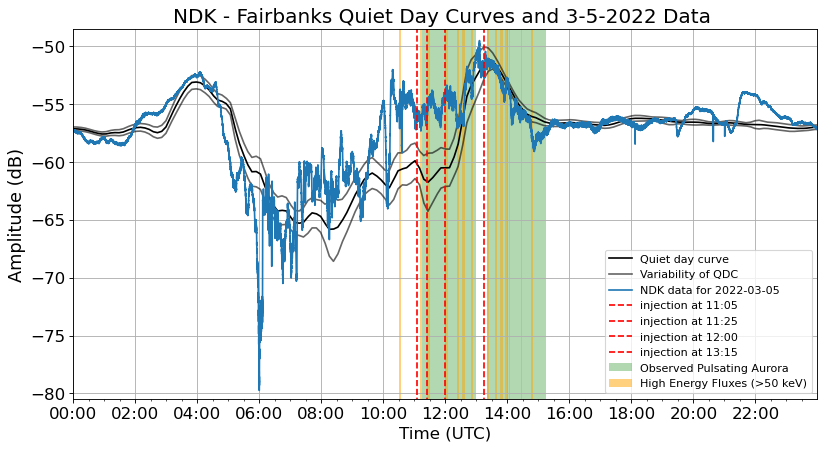 NDK - Fairbanks Quiet Day Curves and 3-5-2022 Data
Amplitude (dB)
−50
−55
−60
−65
−70
−75
−80
Quiet day curve
Variability of QDC
NDK data for 2022-03-05
injection at 11:05
injection at 11:25
injection at 12:00
injection at 13:15
Observed Pulsating Aurora
High Energy Fluxes (>50 keV)
00:00 02:00 04:00 06:00 08:00 10:00 12:00 14:00 16:00 18:00 20:00 22:00
Time (UTC)